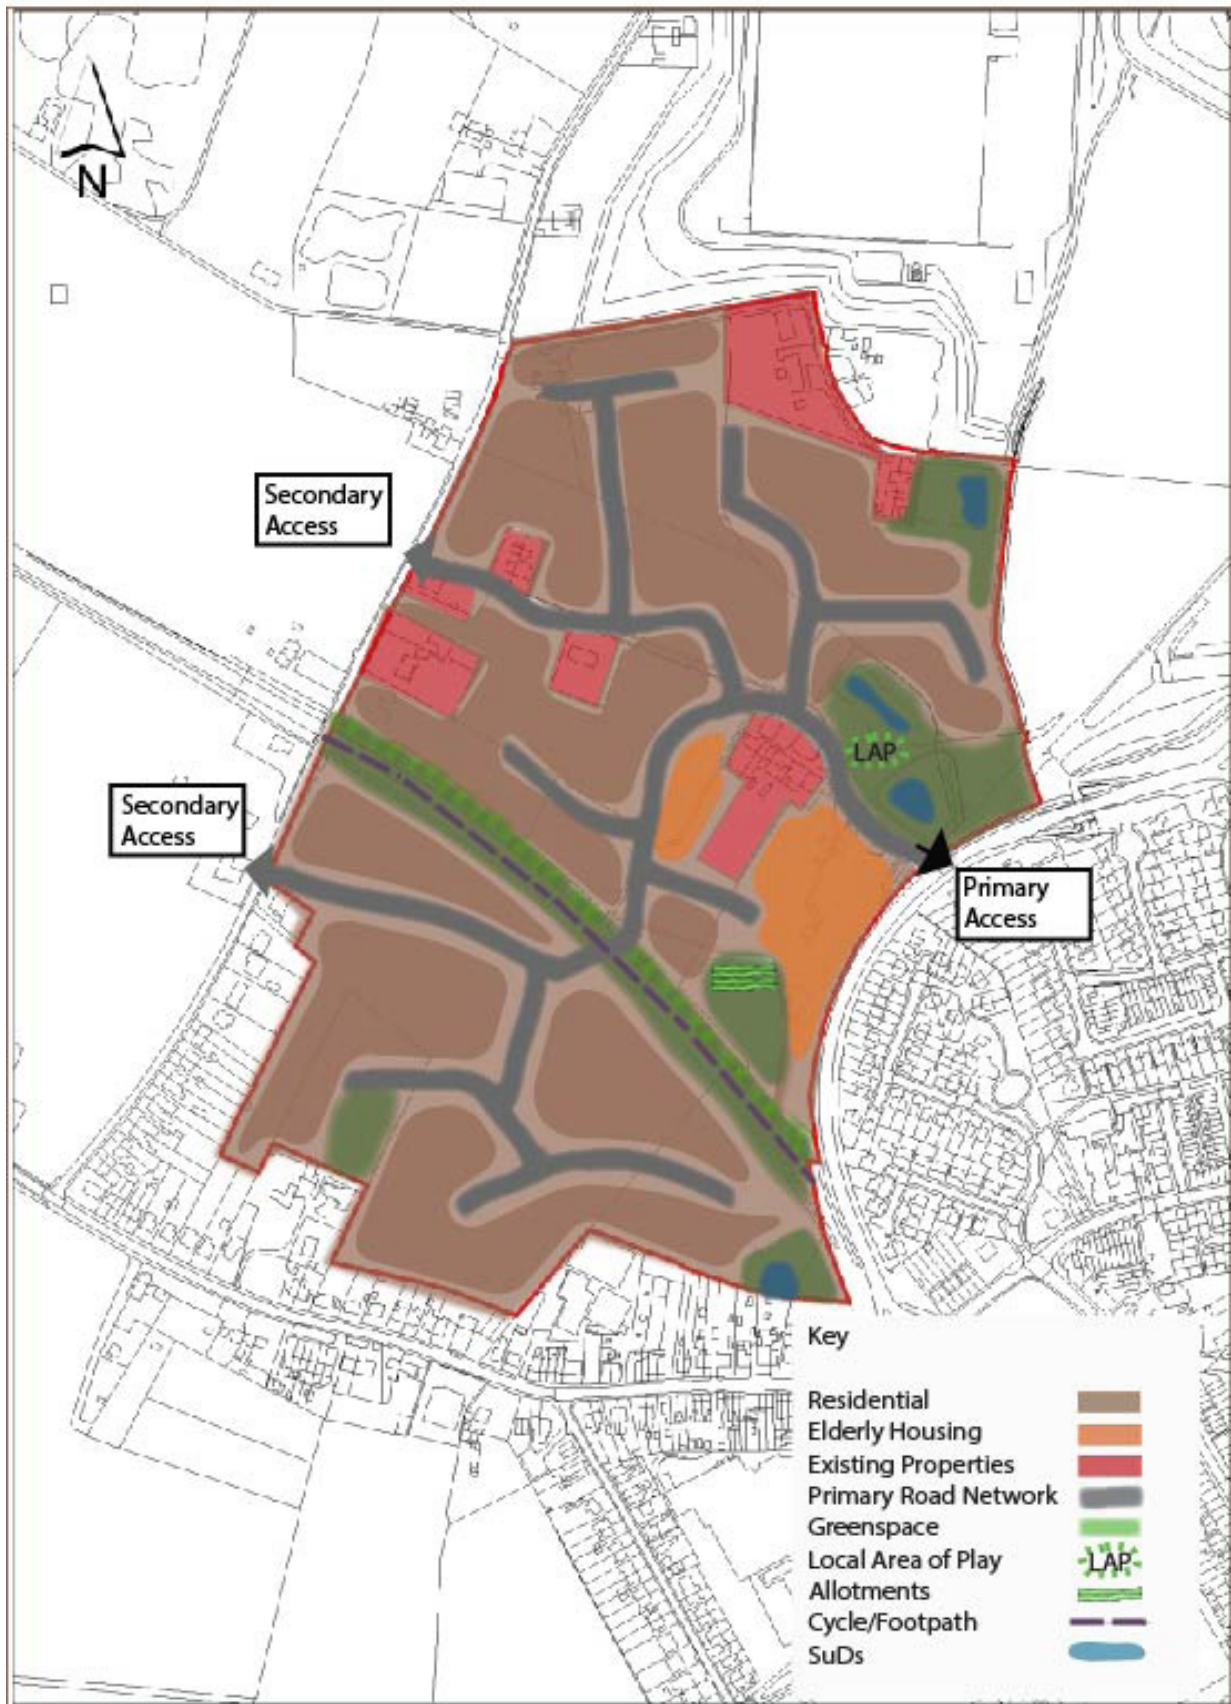 N
Secondary
Access
Secondary
Access
LAP
Primary
Access
Key
Residential
Elderly Housing
Existing Properties
Primary Road Network
Greenspace
Local Area of Play
LAP
Allotments
Cycle/Footpath
SuDs